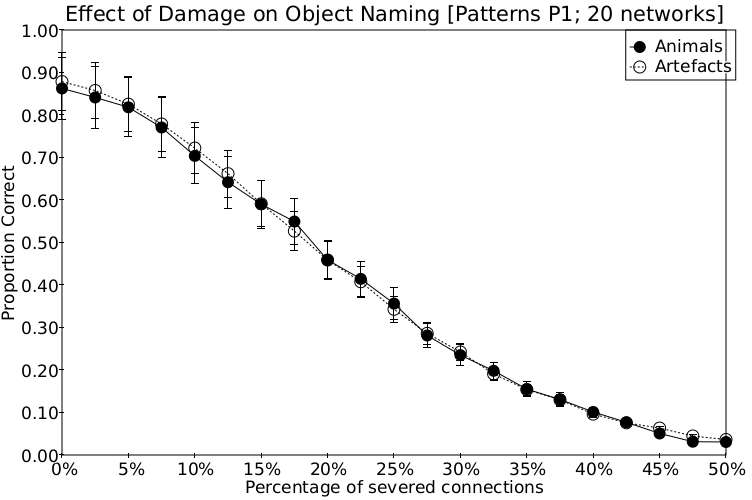 Effect of Damage on Object Naming [Patterns P1; 20 networks]
1.00
Animals
Artefacts
0.90
0.80
0.70
0.60
0.50
0.40
0.30
0.20
0.10
0.00
Proportion Correct
0% 5% 10% 15% 20% 25% 30% 35% 40% 45% 50%
Percentage of severed connections